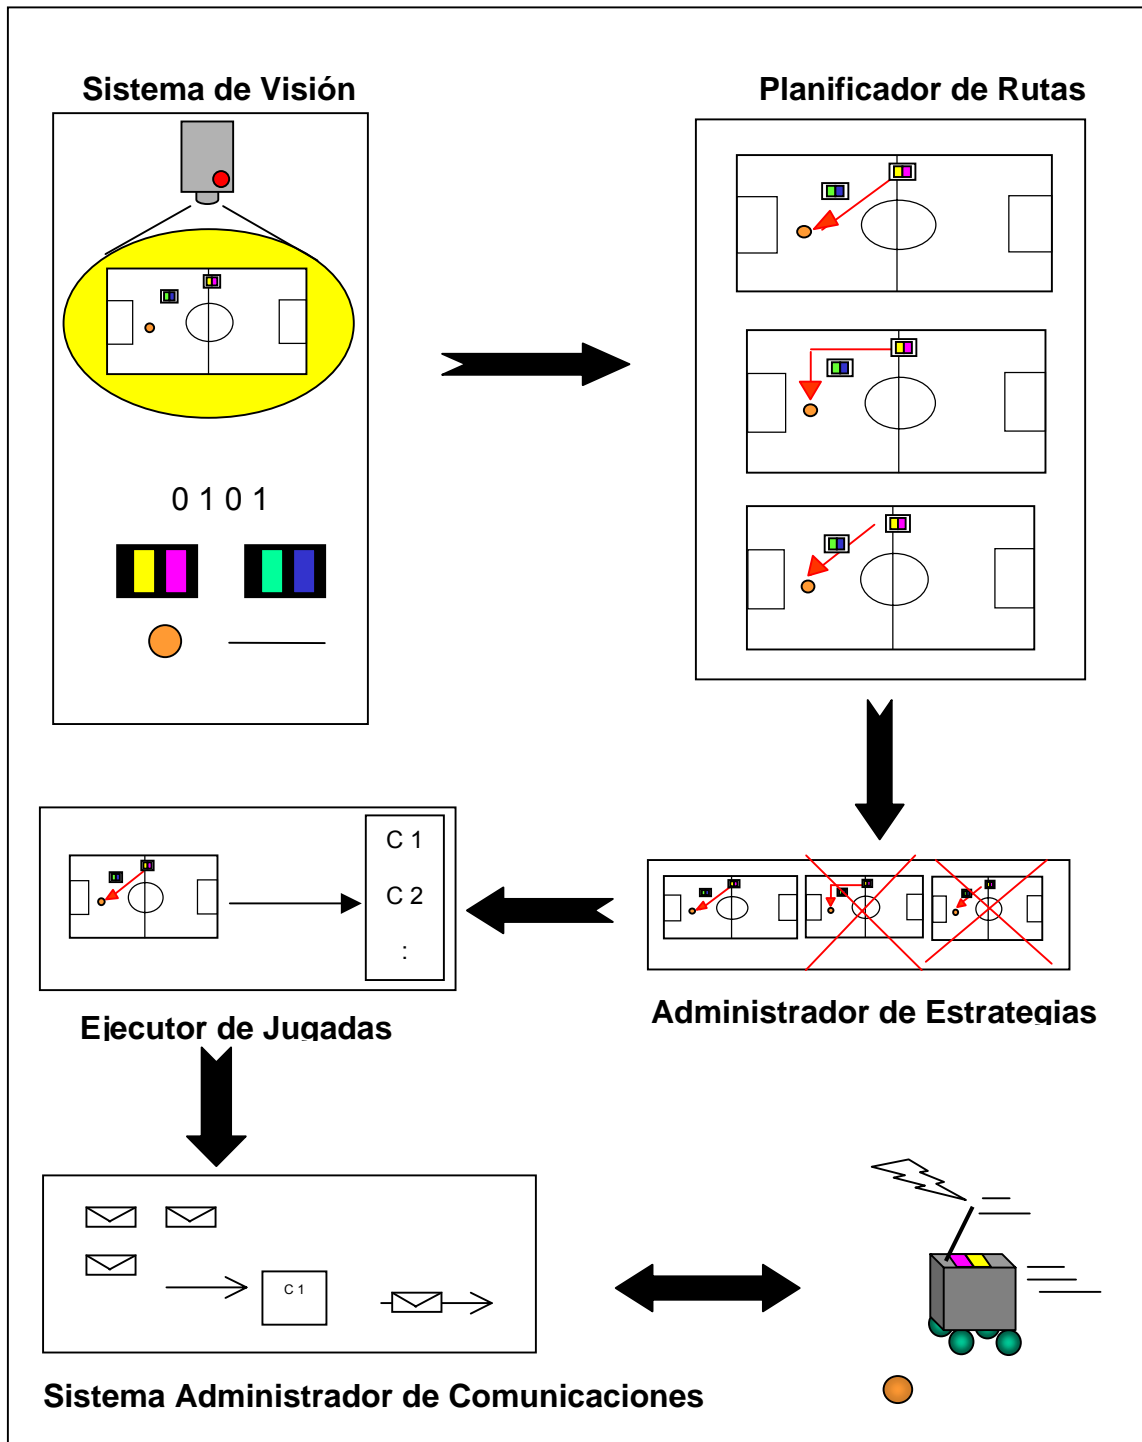 Sistema de Visión
Planificador de Rutas
0 1 0 1
C 1
C 2
:
Ejecutor de Jugadas
Administrador de Estrategias
C 1
Sistema Administrador de Comunicaciones